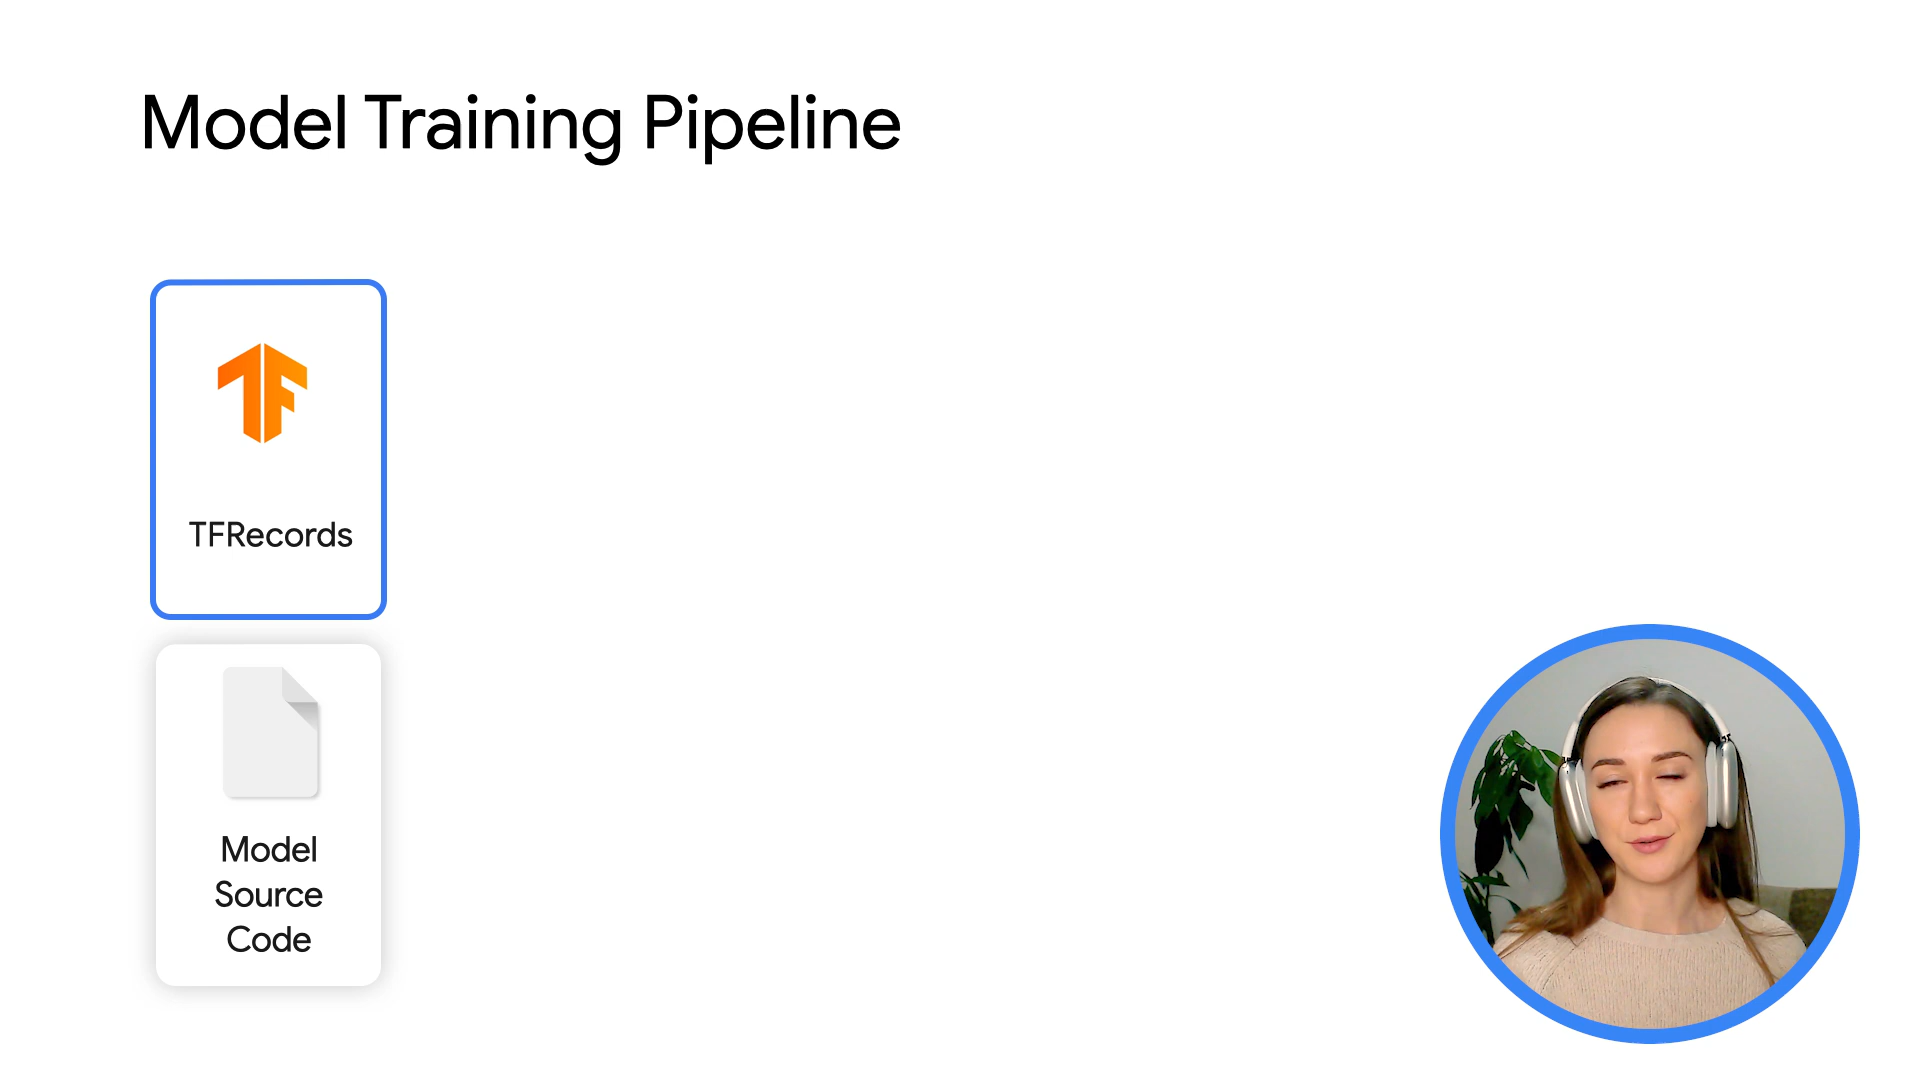 Model Training Pipeline
TFRecords
Model
Source
Code